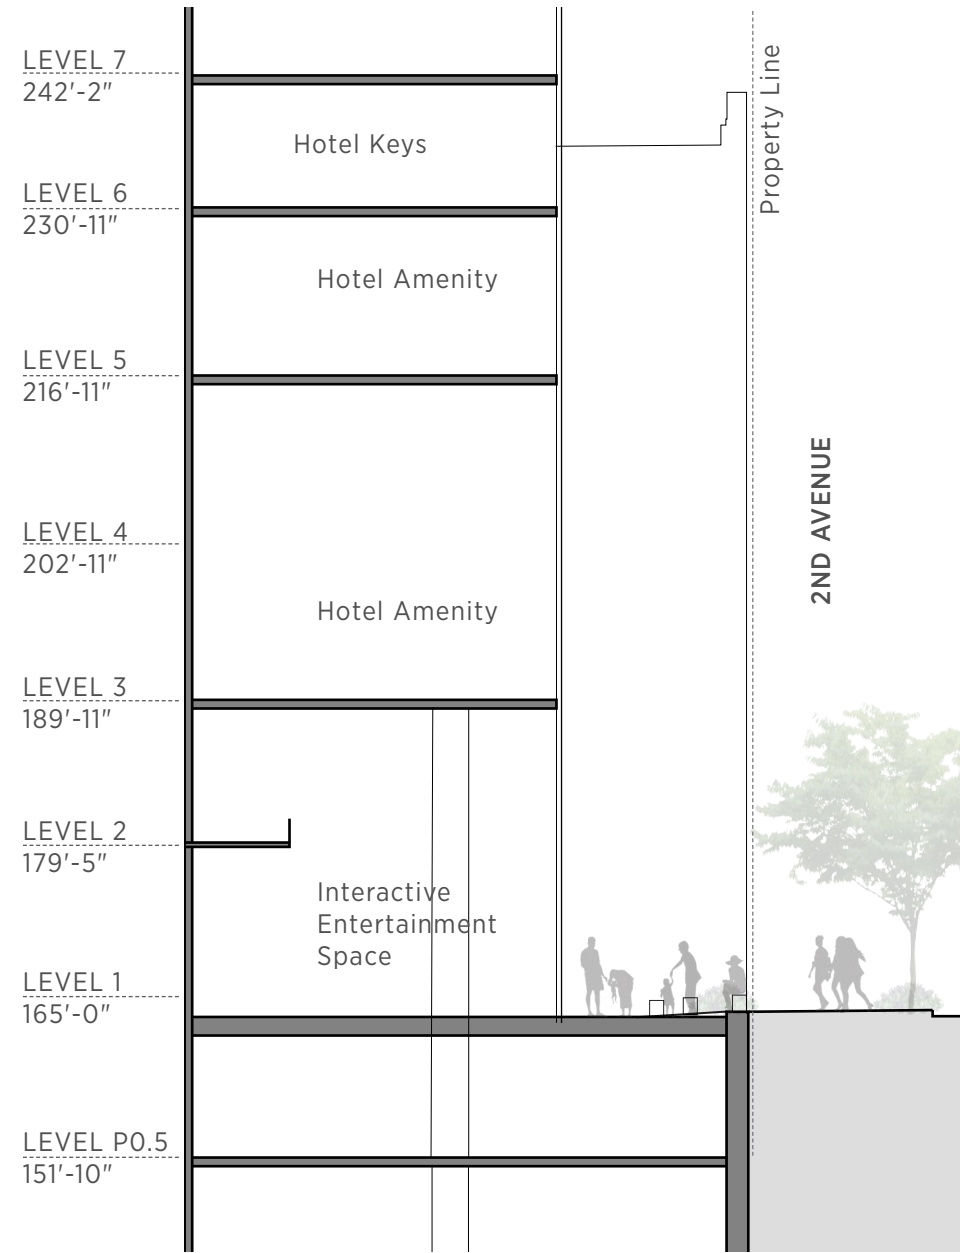 LEVEL 7
242'-2"
Hotel Keys
Property Line
LEVEL 6
230'-11"
Hotel Amenity
LEVEL 5
216'-11"
2ND AVENUE
LEVEL 4
202'-11"
Hotel Amenity
LEVEL 3
189'-11"
LEVEL 2
179'-5"
Interactive
Entertainment
Space
LEVEL 1
165'-0"
LEVEL P0.5
151'-10"